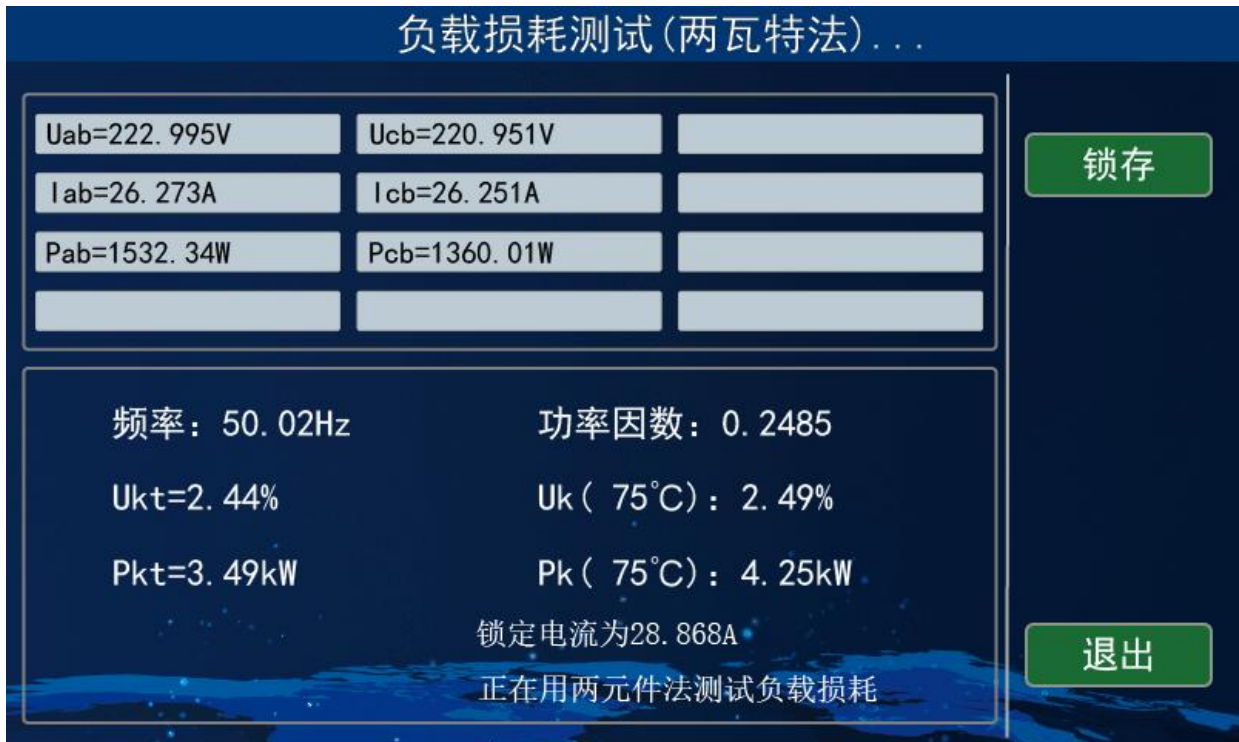 负载损耗测试(两瓦特法)...
Uab=222.995V Ucb=220.951V
锁存
Iab=26.273A Icb=26.251A
Pab=1532.34W Pcb=1360.01W
频率：50.02Hz 功率因数：0.2485
Ukt=2.44% Uk( 75℃)：2.49%
Pkt=3.49kW Pk( 75℃)：4.25kW
锁定电流为28.868A
退出
正在用两元件法测试负载损耗